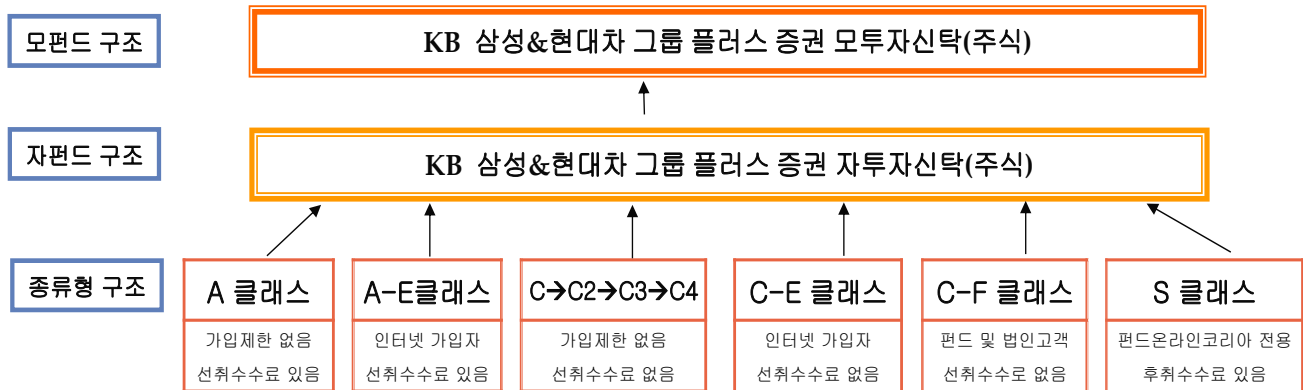 모펀드 구조
KB 삼성&현대차 그룹 플러스 증권 모투자신탁(주식)
자펀드 구조
KB 삼성&현대차 그룹 플러스 증권 자투자신탁(주식)
종류형 구조
A 클래스
가입제한 없음
선취수수료 있음
A-E클래스
인터넷 가입자
선취수수료 있음
C→C2→C3→C4
가입제한 없음
선취수수료 없음
C-E 클래스
인터넷 가입자
선취수수료 없음
C-F 클래스
펀드 및 법인고객
선취수수로 없음
S 클래스
펀드온라인코리아 전용
후취수수료 있음